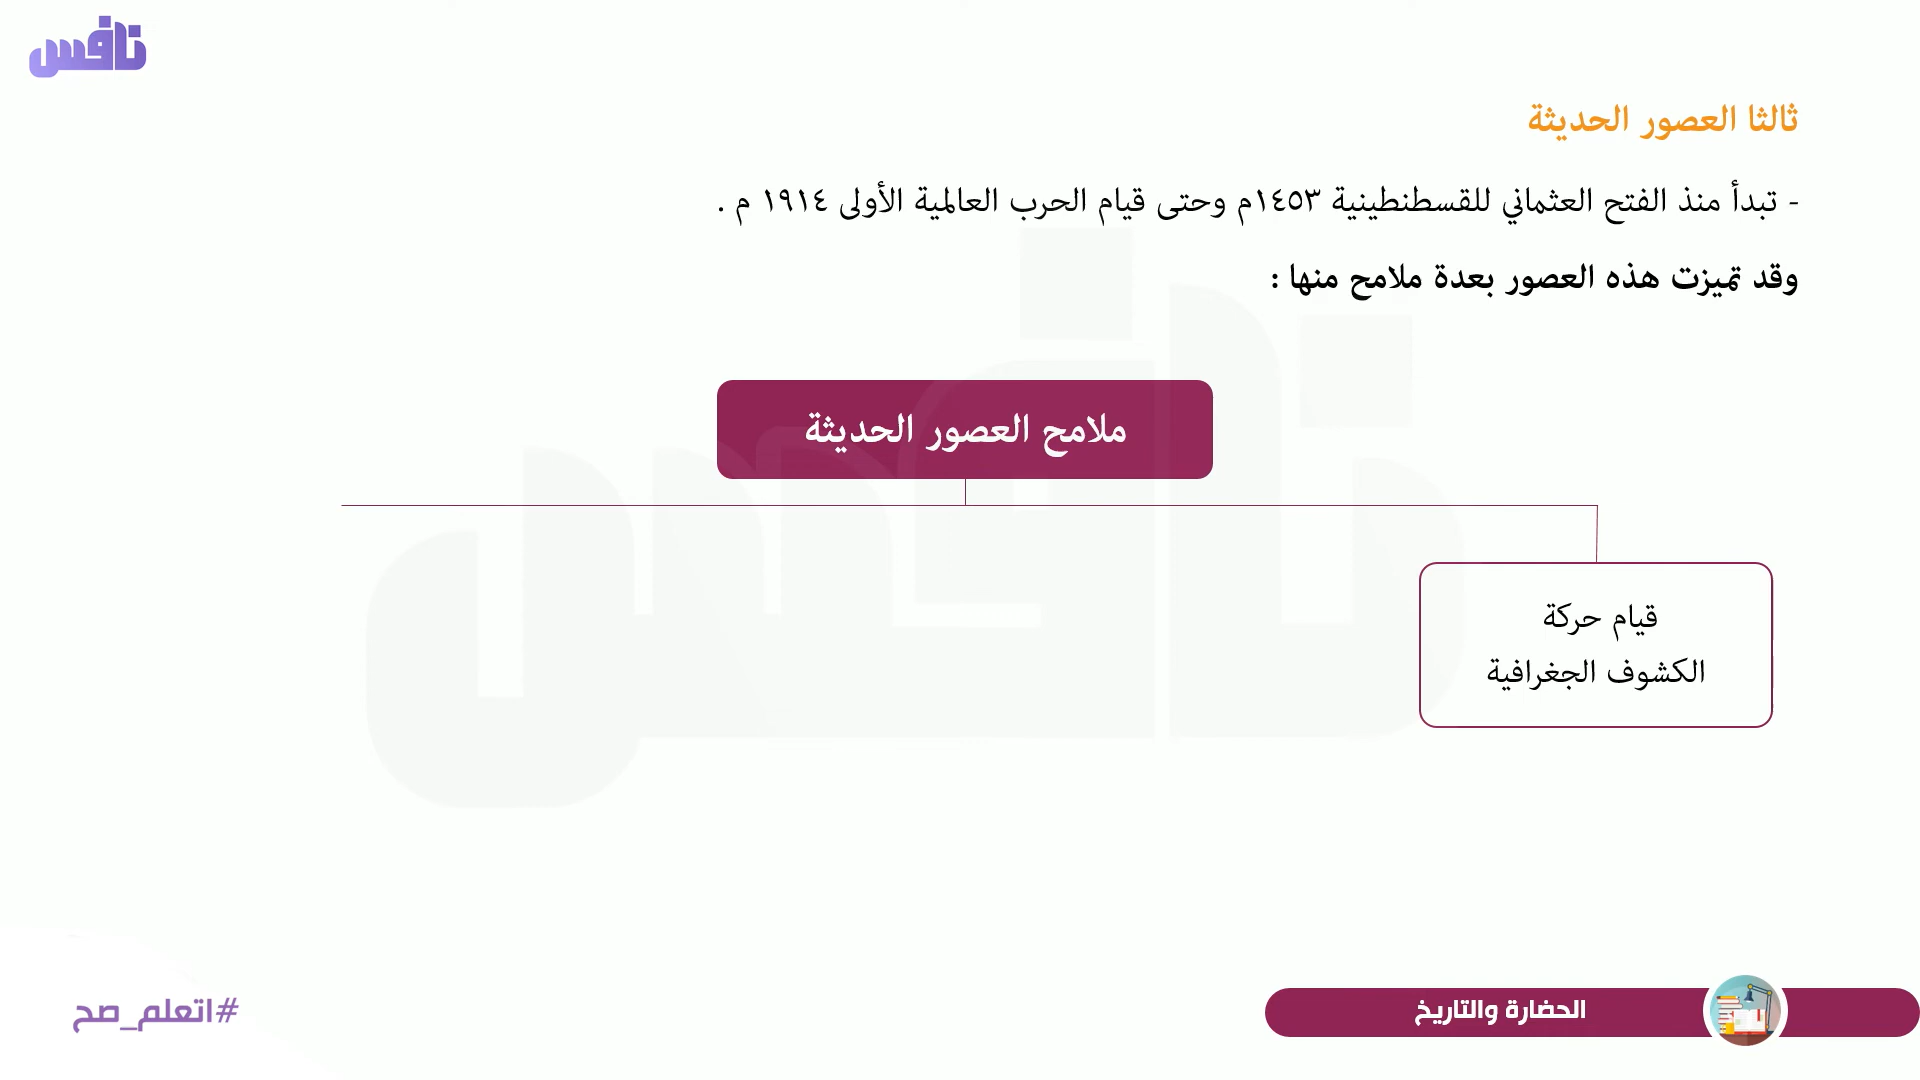 نافس
ثالثا العصور الحديثة
- تبدأ منذ الفتح العثماني للقسطنطينية ١٤٥٣م وحتى قيام الحرب العالمية الأولى ١٩١٤ م .
وقد تميزت هذه العصور بعدة ملامح منها :
ملامح العصور الحديثة
قيام حركة
الكشوف الجغرافية
الحضارة والتاريخ
#اتعلم_صح